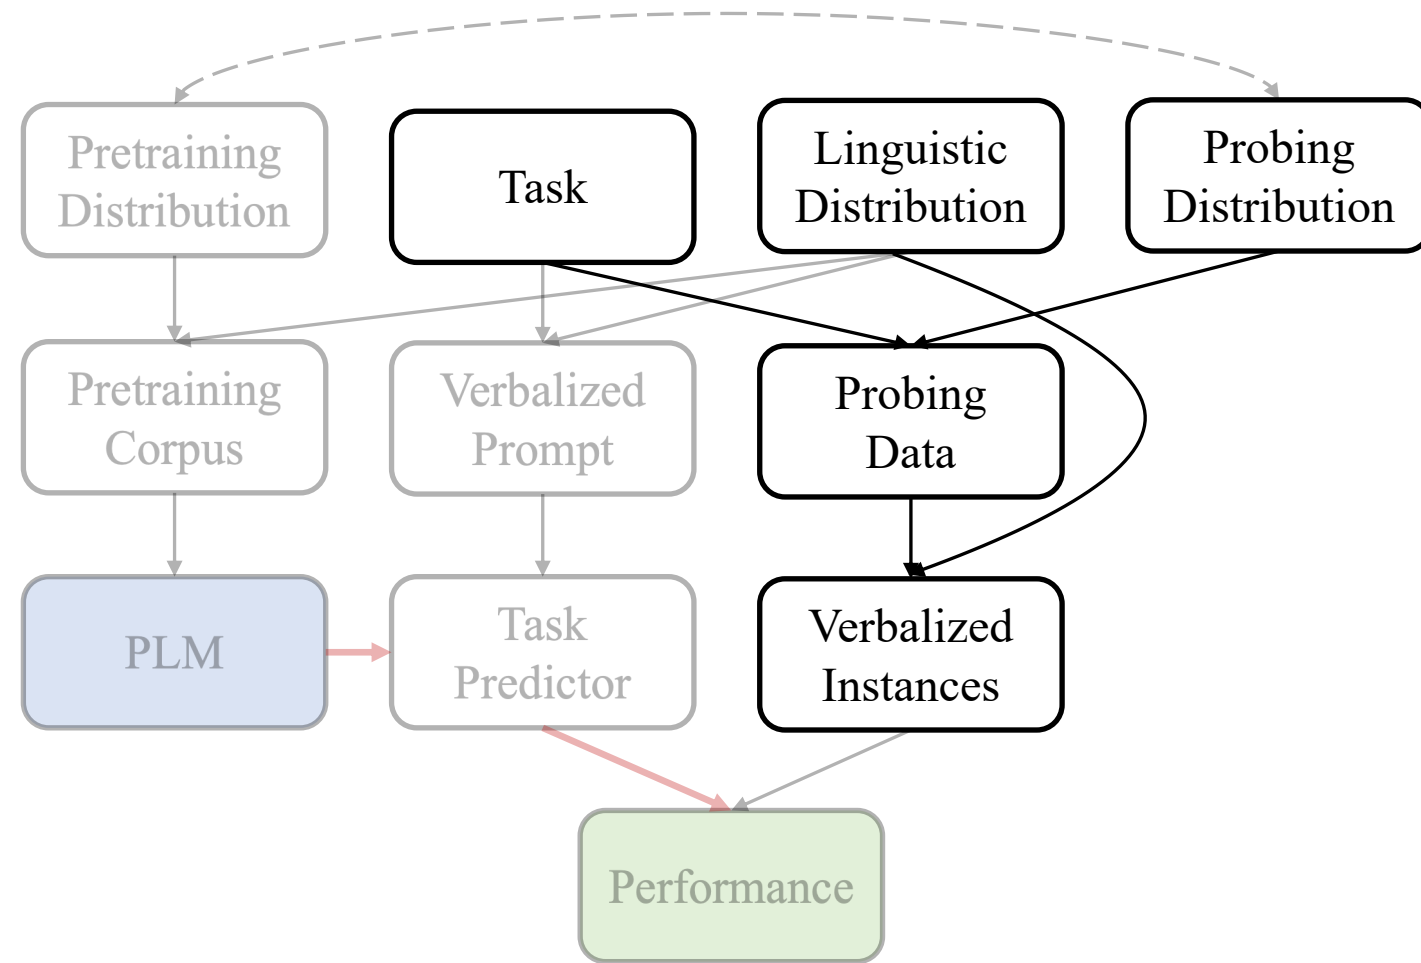 Pretraining
Distribution
Task
Linguistic
Distribution
Probing
Distribution
Pretraining
Corpus
Verbalized
Prompt
Probing
Data
PLM
Task
Predictor
Verbalized
Instances
Performance